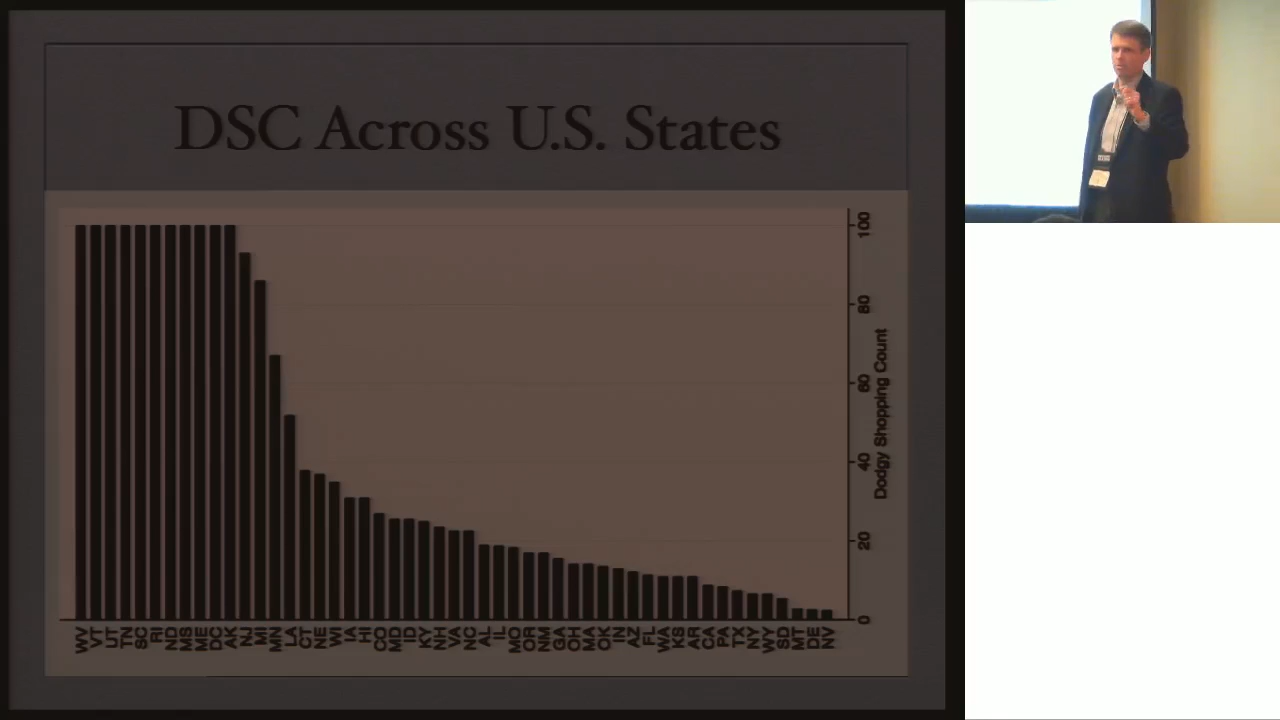 DSC Across U.S. States
100
80
60
40
20
0
Dodgy Shopping Count
WV
VT
UT
TN
SC
RI
ND
MS
ME
DC
AK
NJ
MI
MN
LA
CT
NE
WI
IA
HI
CO
MD
ID
KY
NH
VA
NC
AL
IL
MO
OR
NM
GA
OH
MA
OK
IN
AZ
FL
WA
KS
AR
CA
PA
TX
NY
WY
SD
MT
DE
NV